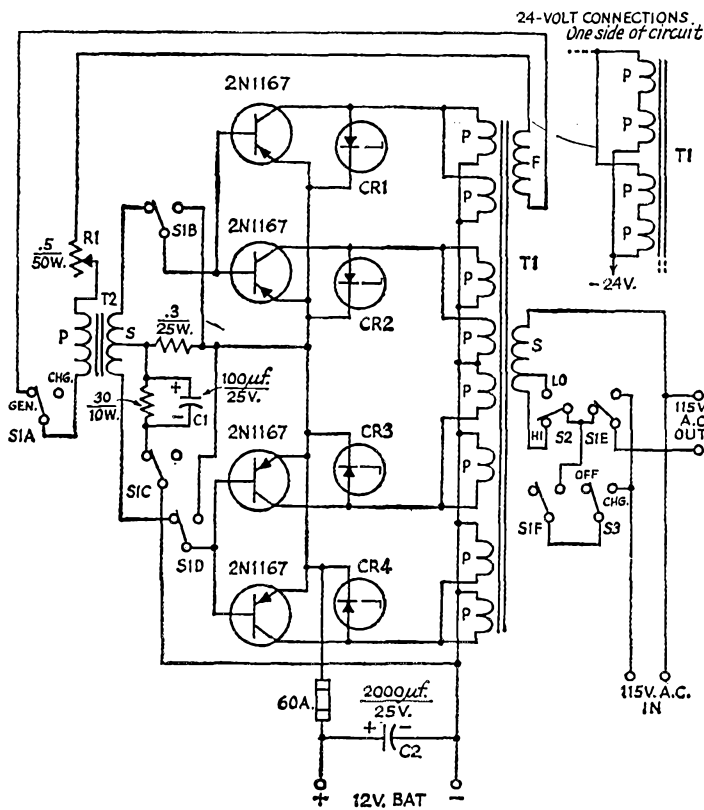 24-VOLT CONNECTIONS
One side of circuit
2N1167
P
P
P
P
T1
-24V.
CR1
P
P
F
2N1167
CR2
P
P
T1
S1B
R1
.5
50W.
T2
P
S
.3
25W.
30
10W.
+
-
100µf.
25V.
C1
GEN.
CHG.
S1A
S1C
S1D
P
P
S
LO
HI
S2
S1E
115V.
A.C.
OUT
OFF
CHG.
S1F
S3
2N1167
CR3
2N1167
CR4
P
P
60A.
2000µf.
25V.
+
-
C2
+
12V. BAT
-
115V. A.C.
IN